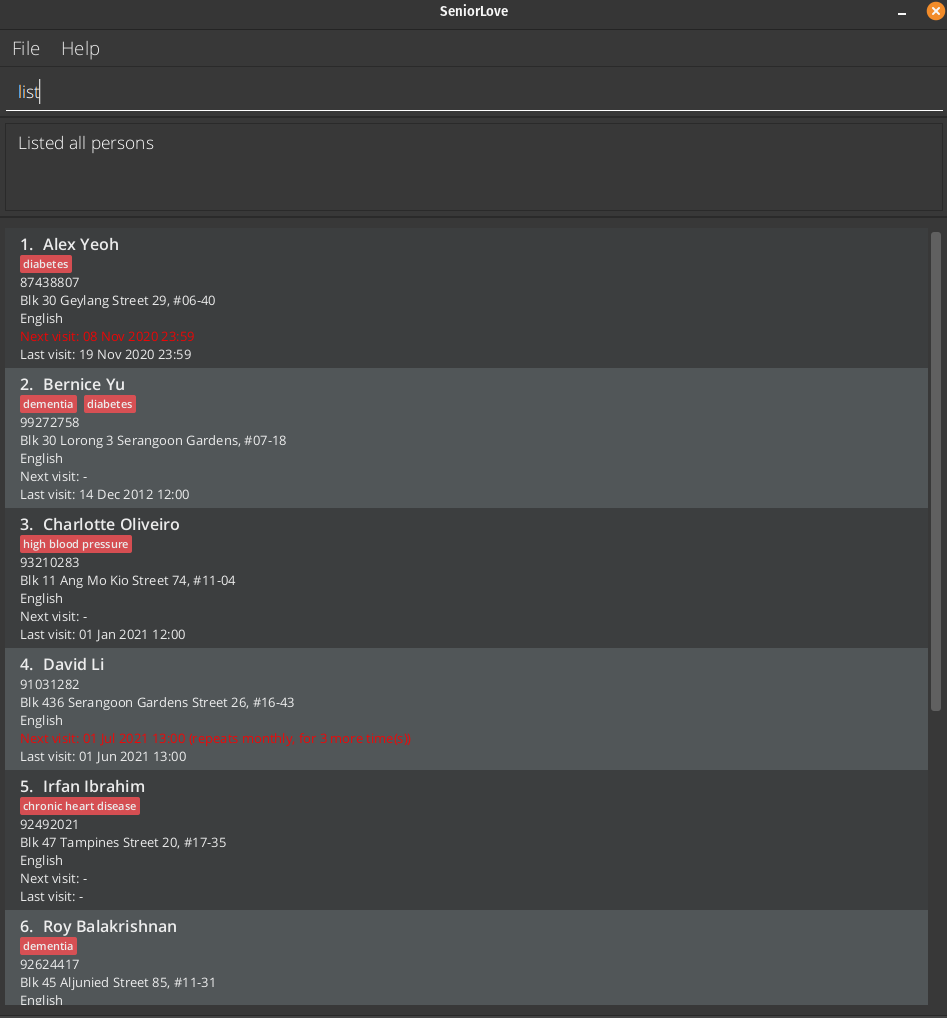 SeniorLove
File Help
list
Listed all persons
1. Alex Yeoh
diabetes
87438807
Blk 30 Geylang Street 29, #06-40
English
Next visit: 08 Nov 2020 23:59
Last visit: 19 Nov 2020 23:59
2. Bernice Yu
dementia diabetes
99272758
Blk 30 Lorong 3 Serangoon Gardens, #07-18
English
Next visit: -
Last visit: 14 Dec 2012 12:00
3. Charlotte Oliveiro
high blood pressure
93210283
Blk 11 Ang Mo Kio Street 74, #11-04
English
Next visit: -
Last visit: 01 Jan 2021 12:00
4. David Li
91031282
Blk 436 Serangoon Gardens Street 26, #16-43
English
Next visit: 01 Jul 2021 13:00 (repeats monthly, for 3 more time(s))
Last visit: 01 Jun 2021 13:00
5. Irfan Ibrahim
chronic heart disease
92492021
Blk 47 Tampines Street 20, #17-35
English
Next visit: -
Last visit: -
6. Roy Balakrishnan
dementia
92624417
Blk 45 Aljunied Street 85, #11-31
English